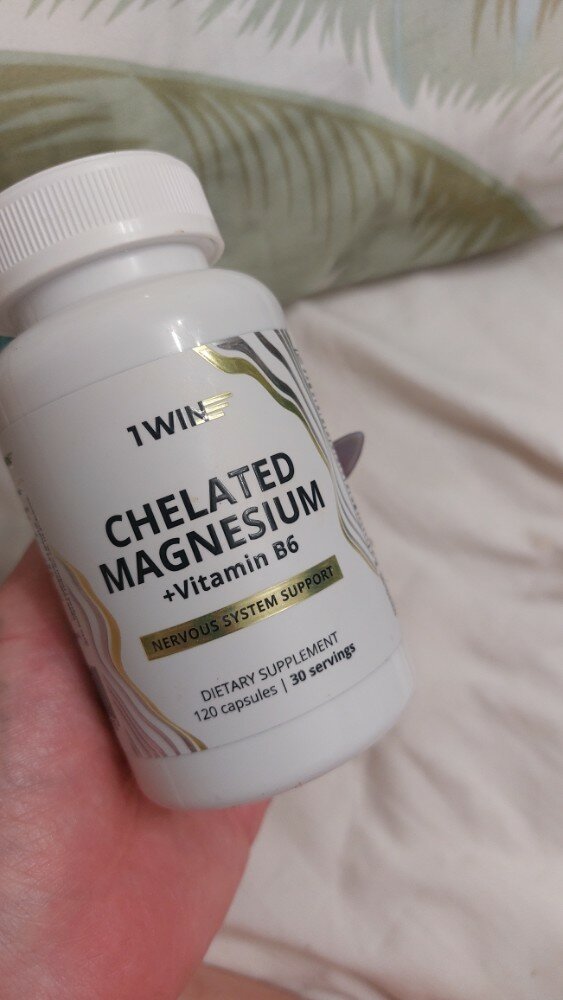 1WIN
CHELATED
MAGNESIUM
+Vitamin B6
NERVOUS SYSTEM SUPPORT
DIETARY SUPPLEMENT
120 capsules | 30 servings